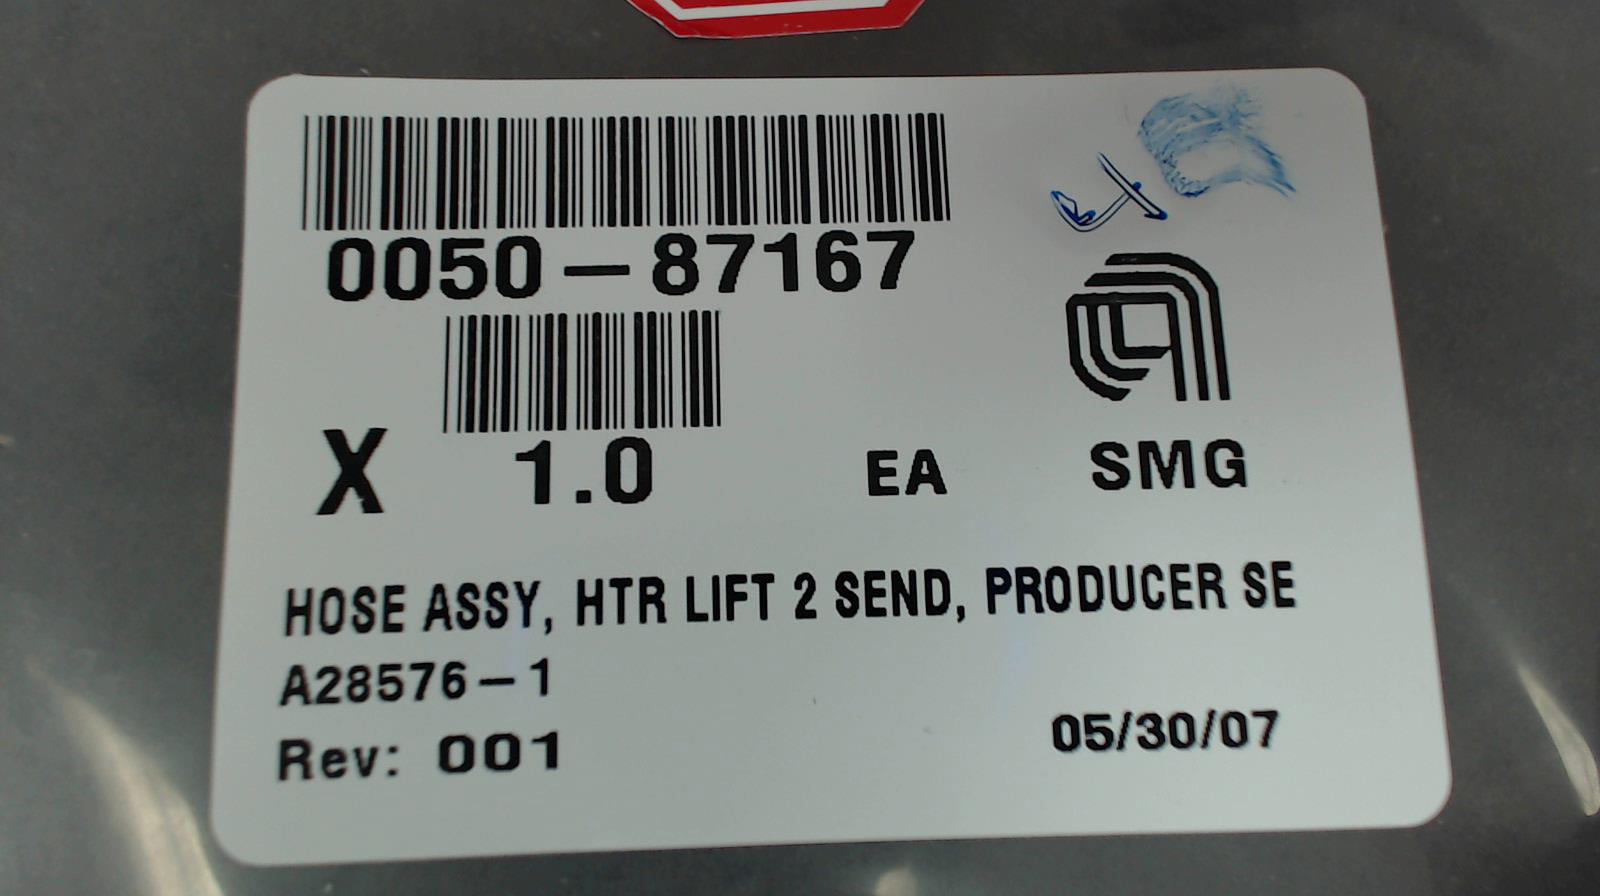 0050-87167
X 1.0 EA SMG
HOSE ASSY, HTR LIFT 2 SEND, PRODUCER SE
A28576-1
Rev: 001 05/30/07